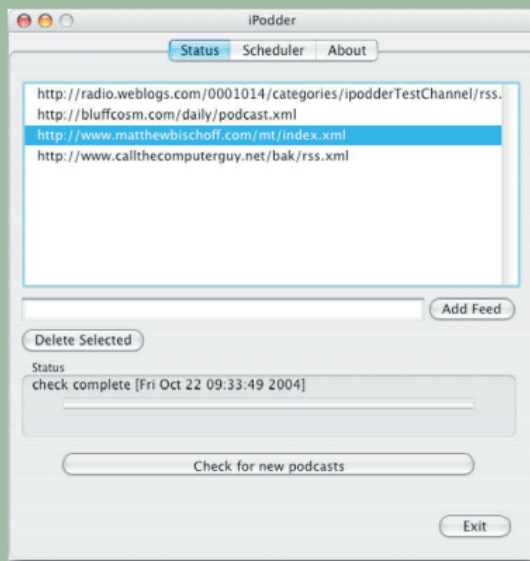 iPodder
Status Scheduler About
http://radio.weblogs.com/0001014/categories/ipodderTestChannel/rss.
http://bluffcosm.com/daily/podcast.xml
http://www.matthewbischoff.com/mt/index.xml
http://www.callthecomputerguy.net/bak/rss.xml
Add Feed
Delete Selected
Status
check complete [Fri Oct 22 09:33:49 2004]
Check for new podcasts
Exit